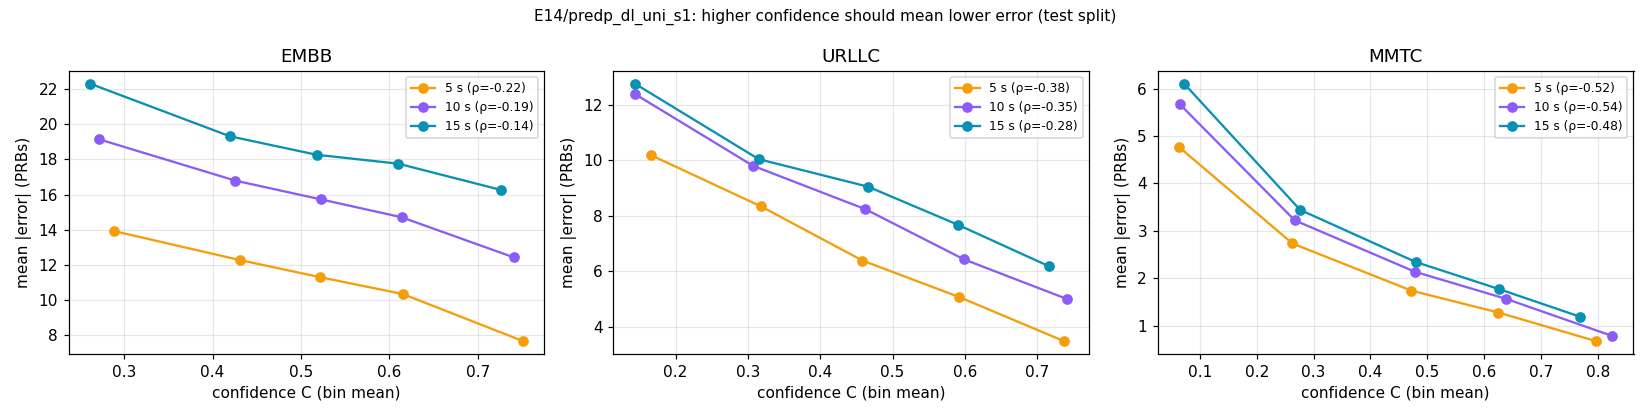 E14/predp_dl_uni_s1: higher confidence should mean lower error (test split)
EMBB
mean |error| (PRBs)
22
20
18
16
14
12
10
8
0.3 0.4 0.5 0.6 0.7
confidence C (bin mean)
5 s (ρ=-0.22)
10 s (ρ=-0.19)
15 s (ρ=-0.14)
URLLC
mean |error| (PRBs)
12
10
8
6
4
0.2 0.3 0.4 0.5 0.6 0.7
confidence C (bin mean)
5 s (ρ=-0.38)
10 s (ρ=-0.35)
15 s (ρ=-0.28)
MMTC
mean |error| (PRBs)
6
5
4
3
2
1
0.1 0.2 0.3 0.4 0.5 0.6 0.7 0.8
confidence C (bin mean)
5 s (ρ=-0.52)
10 s (ρ=-0.54)
15 s (ρ=-0.48)